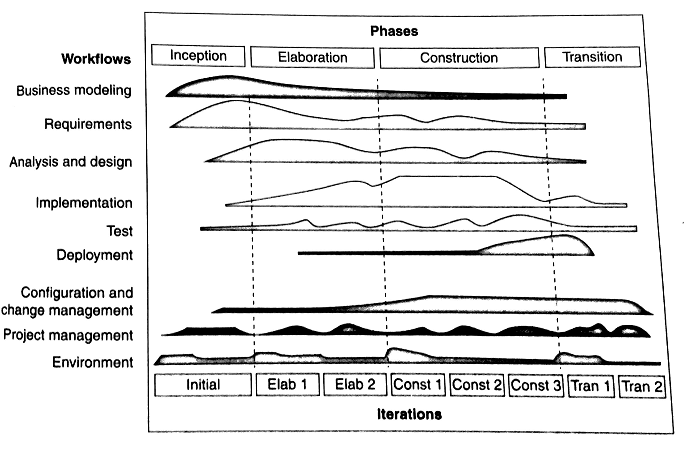 Phases
Workflows
Inception
Elaboration
Construction
Transition
Business modeling
Requirements
Analysis and design
Implementation
Test
Deployment
Configuration and
change management
Project management
Environment
Initial
Elab 1
Elab 2
Const 1
Const 2
Const 3
Tran 1
Tran 2
Iterations